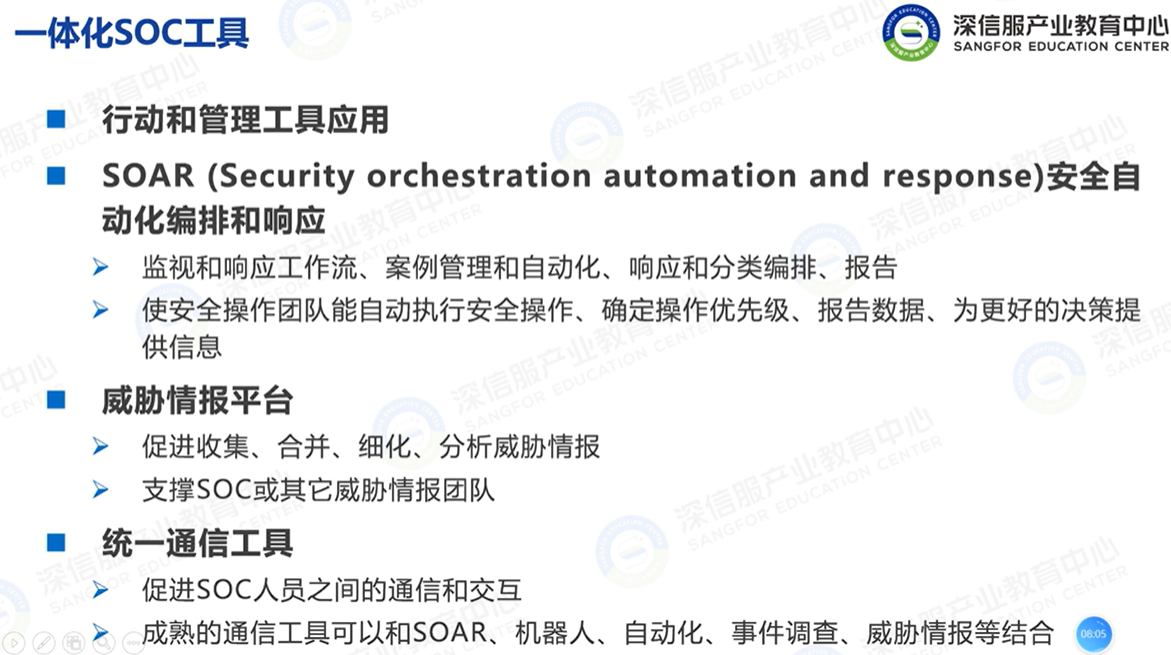 一体化SOC工具
深信服产业教育中心
SANGFOR EDUCATION CENTER
行动和管理工具应用
SOAR (Security orchestration automation and response)安全自
动化编排和响应
监视和响应工作流、案例管理和自动化、响应和分类编排、报告
使安全操作团队能自动执行安全操作、确定操作优先级、报告数据、为更好的决策提
供信息
威胁情报平台
促进收集、合并、细化、分析威胁情报
支撑SOC或其它威胁情报团队
统一通信工具
促进SOC人员之间的通信和交互
成熟的通信工具可以和SOAR、机器人、自动化、事件调查、威胁情报等结合
08:05